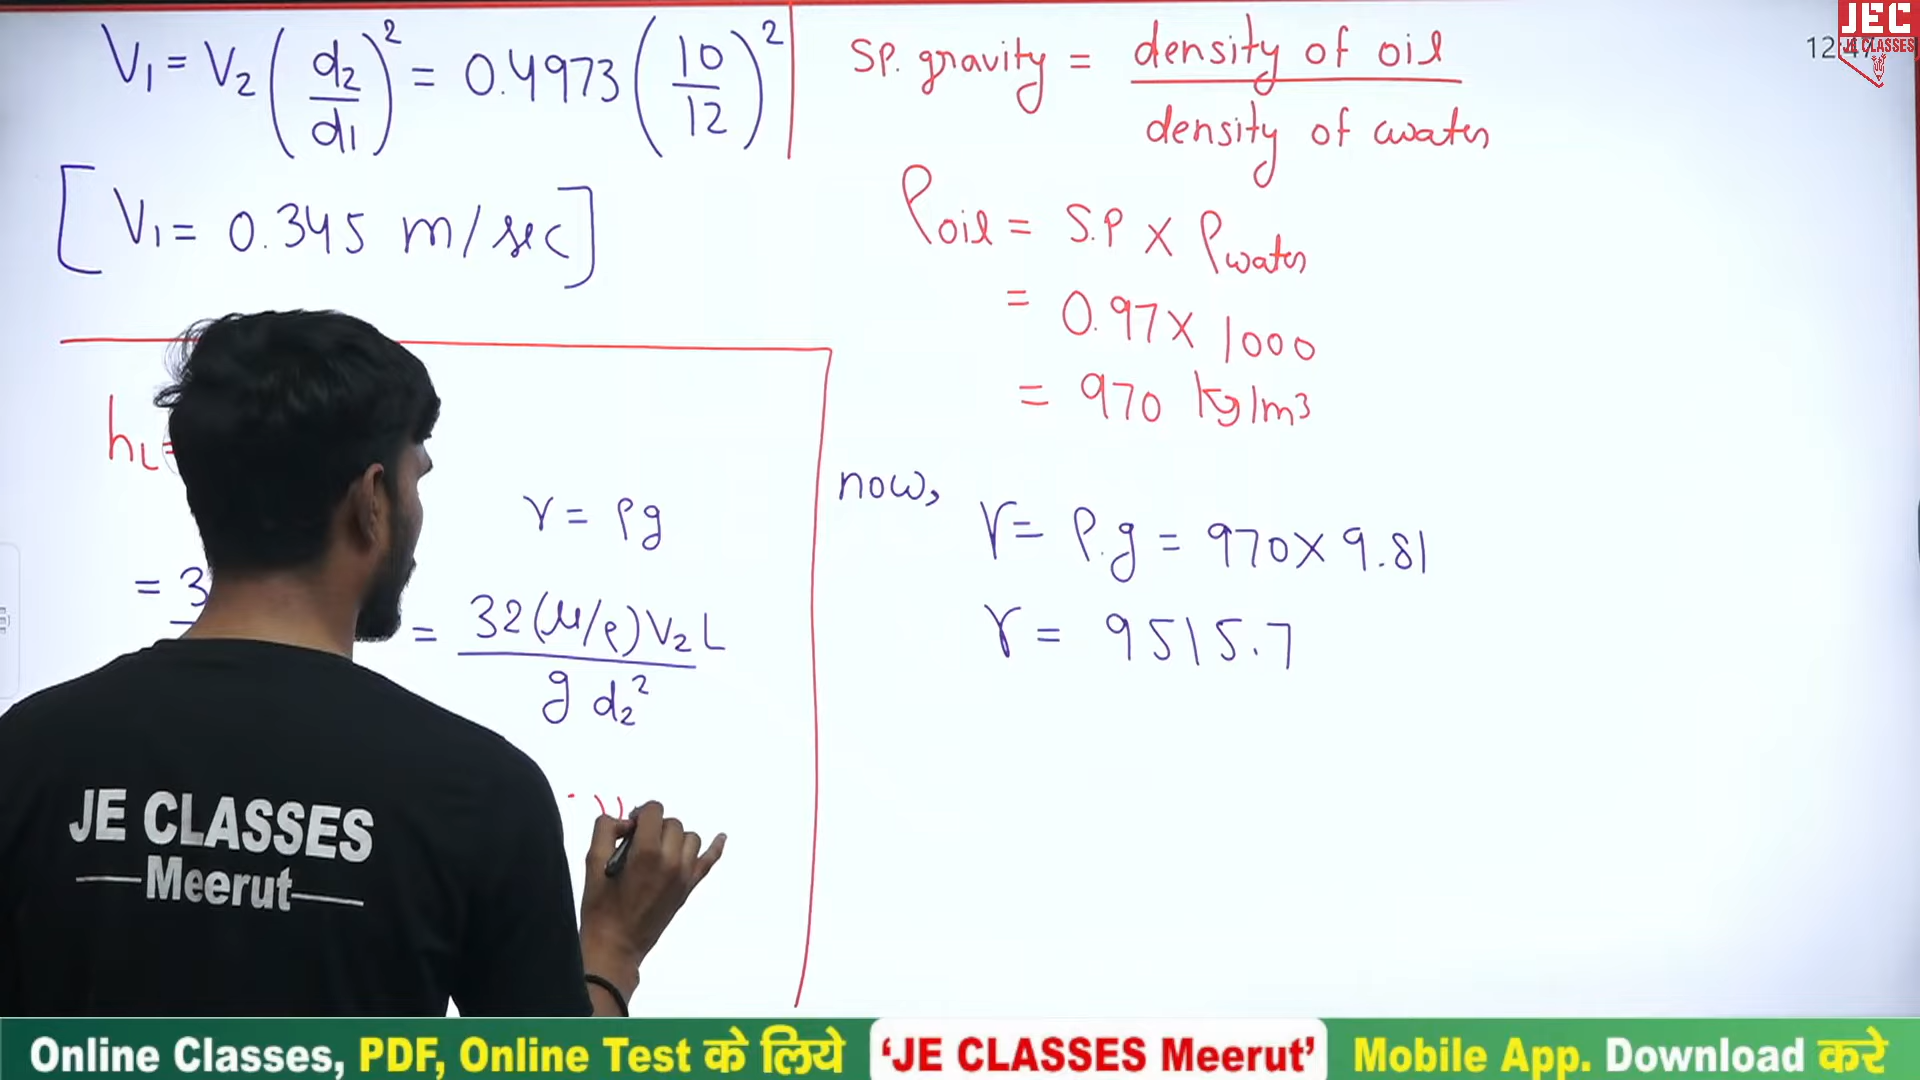 V₁ = V₂ (d₂/d₁)² = 0.4973 (10/12)²
[V₁ = 0.345 m/sec]
SP. gravity = density of oil / density of water
ρoil = S.P × ρwater
= 0.97 × 1000
= 970 kg/m³
hL =
γ = ρg
= 3
= 32(μ/ρ)V₂L / g d₂²
now,
γ = ρ.g = 970 × 9.81
γ = 9515.7
JEC
JE CLASSES
JE CLASSES
Meerut
Online Classes, PDF, Online Test के लिये 'JE CLASSES Meerut' Mobile App. Download करे